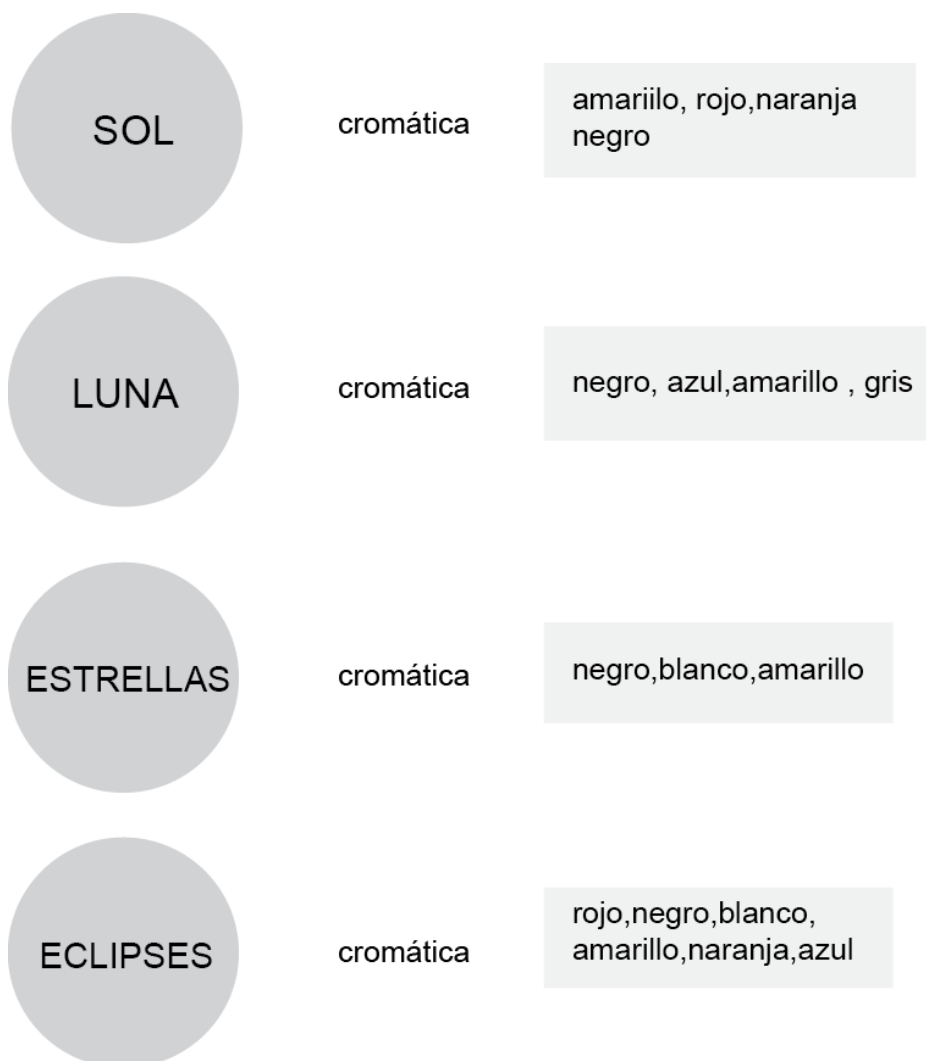 SOL
cromática
amariilo, rojo,naranja
negro
LUNA
cromática
negro, azul,amarillo , gris
ESTRELLAS
cromática
negro,blanco,amarillo
ECLIPSES
cromática
rojo,negro,blanco,
amarillo,naranja,azul